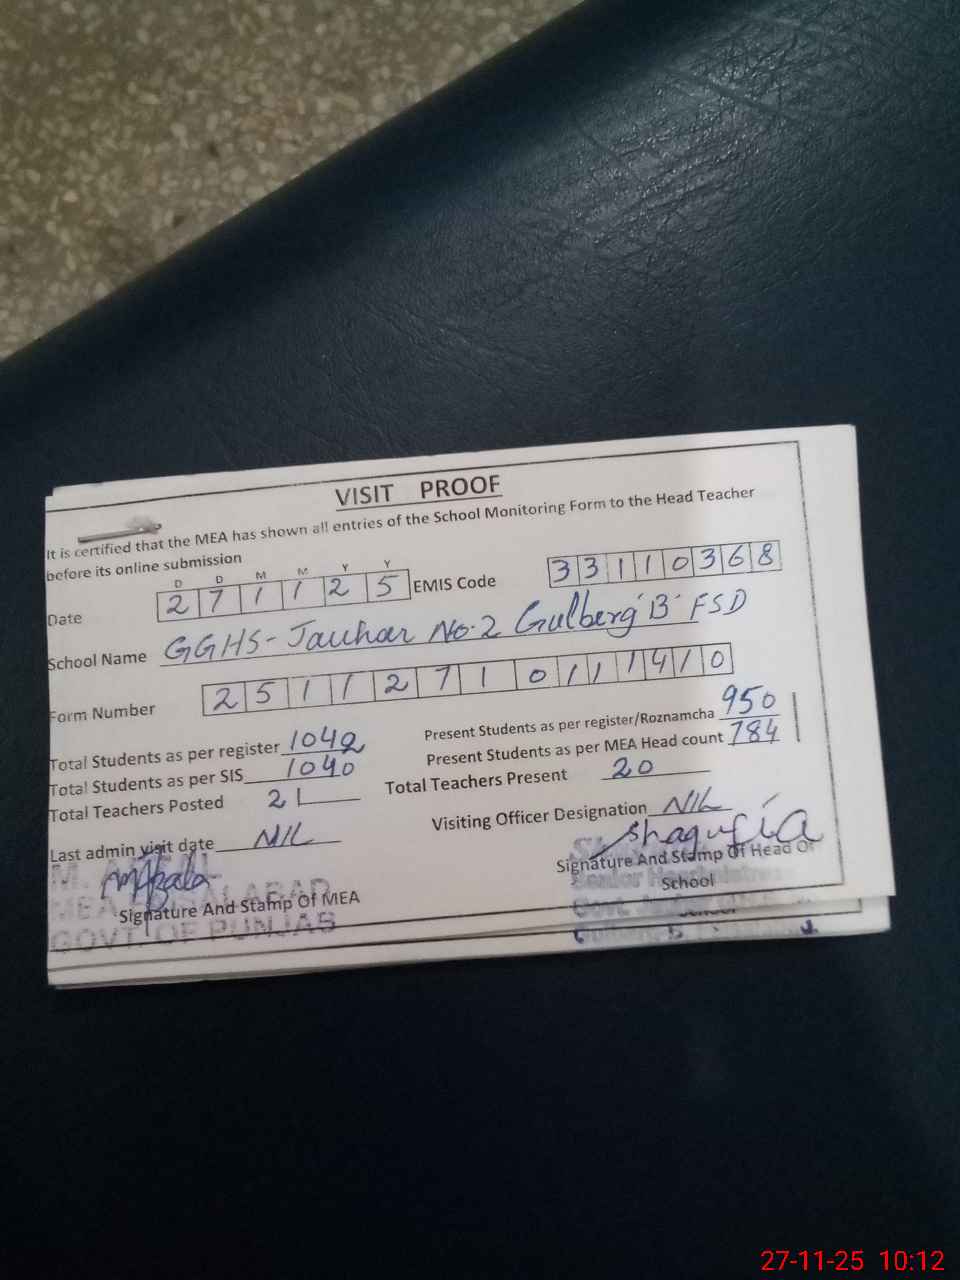 VISIT PROOF
It is certified that the MEA has shown all entries of the School Monitoring Form to the Head Teacher
before its online submission
D D M M Y Y
Date 2 7 1 1 2 5 EMIS Code 3 3 1 1 0 3 6 8
School Name GGHS-Jauhar No.2 Gulberg 'B' FSD
Form Number 2 5 1 1 2 7 1 0 1 1 1 4 1 0
Total Students as per register 1042 Present Students as per register/Roznamcha 950
Total Students as per SIS 1040 Present Students as per MEA Head count 784
Total Teachers Posted 21 Total Teachers Present 20
Last admin visit date NIL Visiting Officer Designation NIL
Shagufta
Signature And Stamp Of MEA Signature And Stamp Of Head Of
School
MEA FAISALABAD
GOVT. OF PUNJAB
27-11-25 10:12